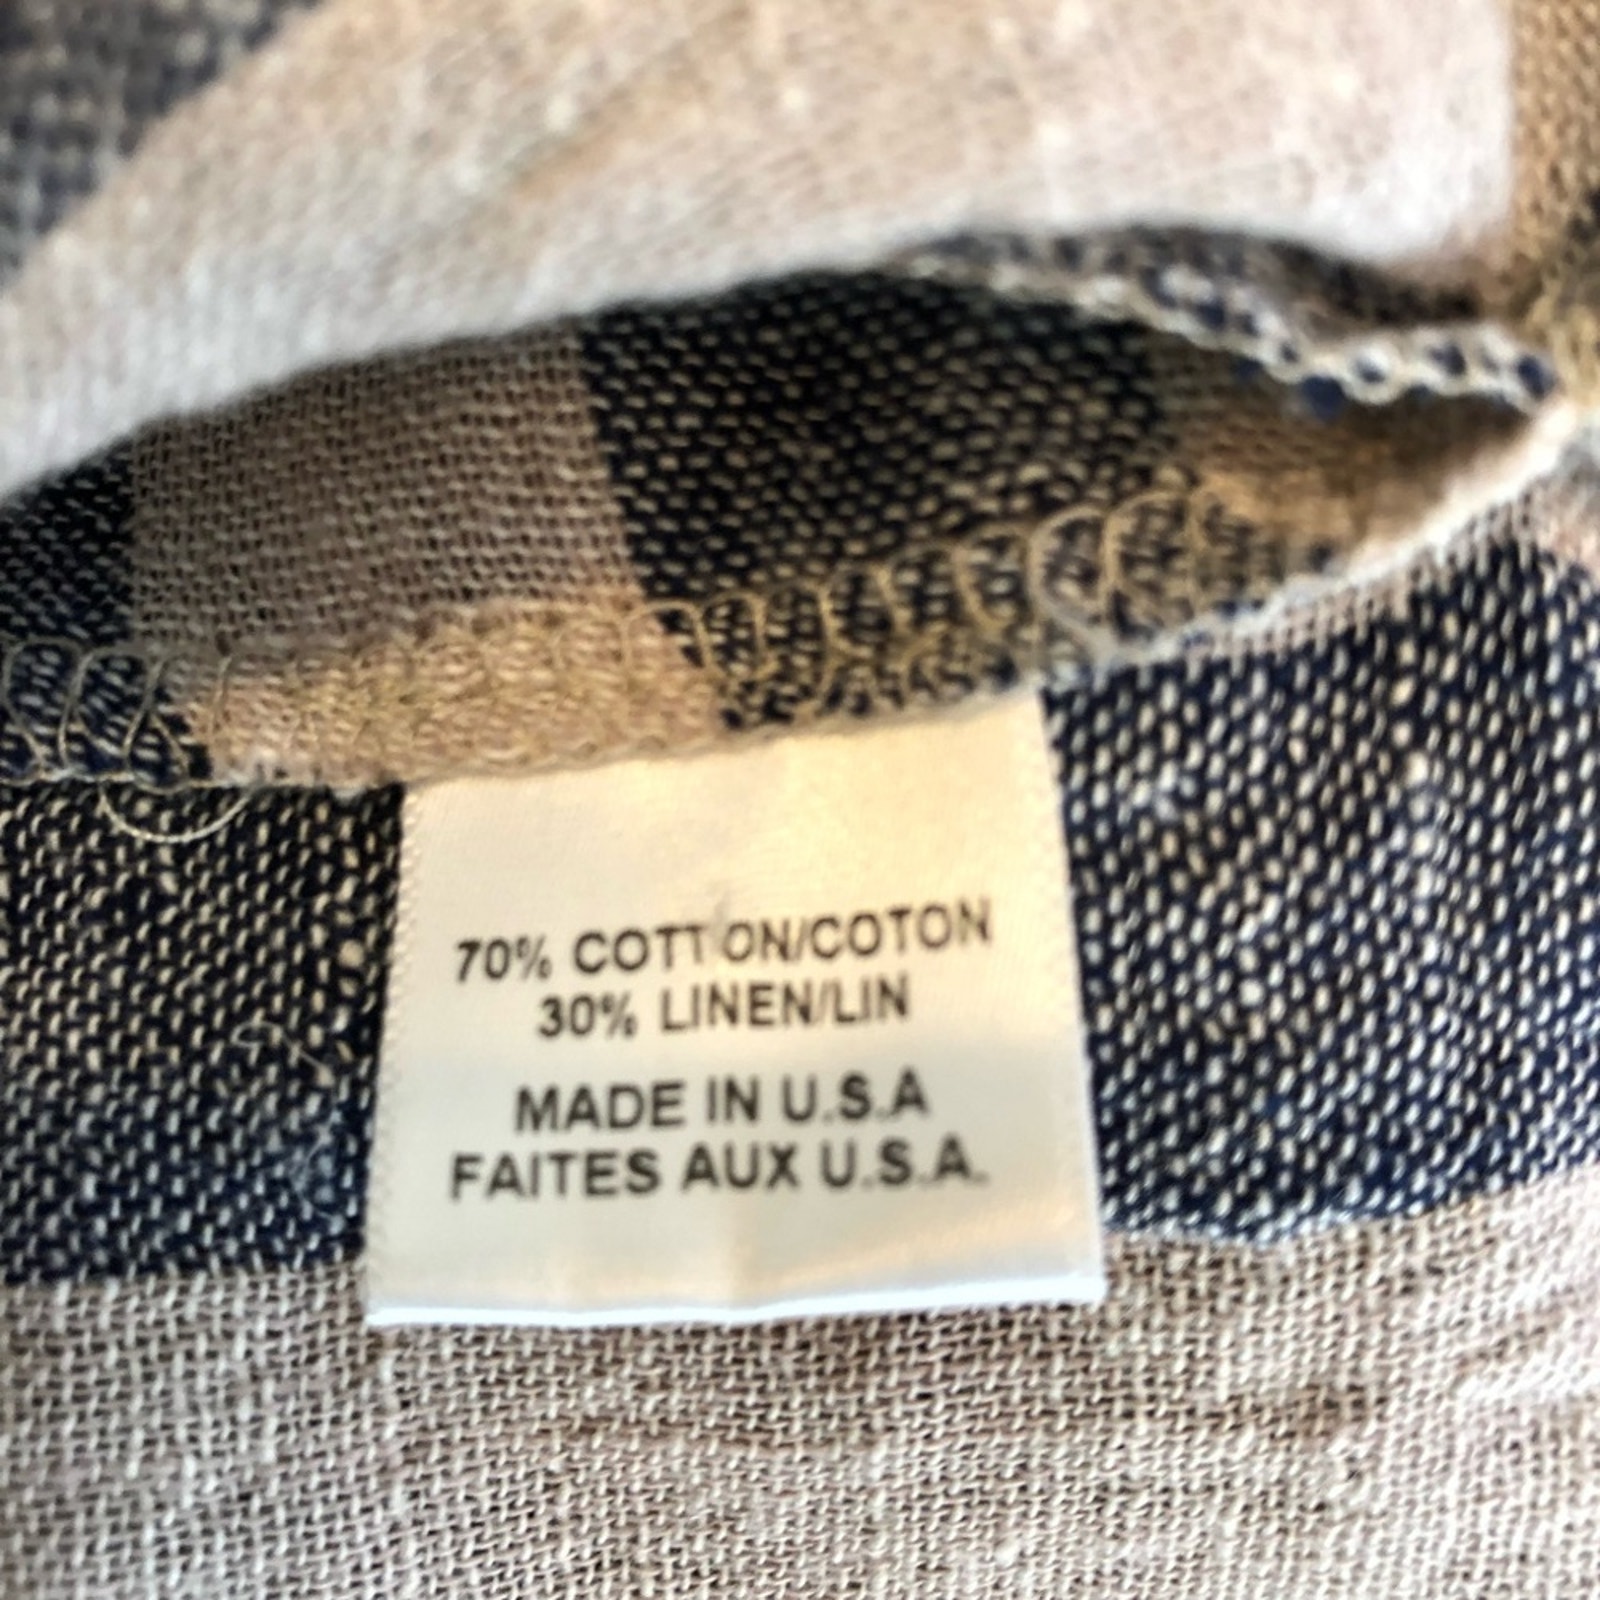 70% COTTON/COTON
30% LINEN/LIN
MADE IN U.S.A
FAITES AUX U.S.A.